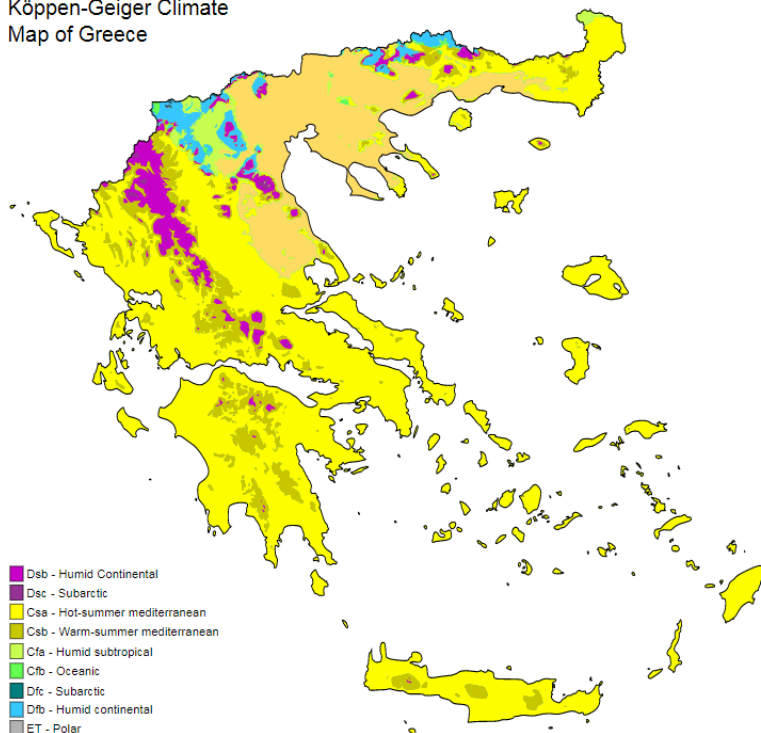 Köppen-Geiger Climate
Map of Greece
Dsb - Humid Continental
Dsc - Subarctic
Csa - Hot-summer mediterranean
Csb - Warm-summer mediterranean
Cfa - Humid subtropical
Cfb - Oceanic
Dfc - Subarctic
Dfb - Humid continental
ET - Polar